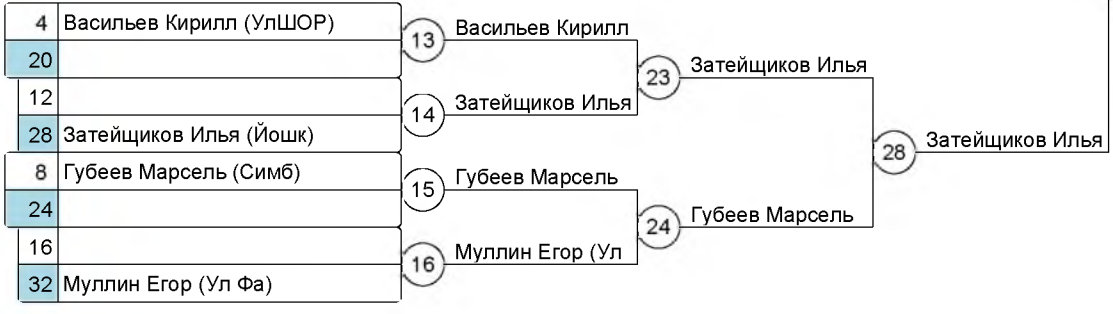 4 Васильев Кирилл (УлШОР)
20
12
28 Затейщиков Илья (Йошк)
8 Губеев Марсель (Симб)
24
16
32 Муллин Егор (Ул Фа)
13 Васильев Кирилл
14 Затейщиков Илья
15 Губеев Марсель
16 Муллин Егор (Ул
23 Затейщиков Илья
24 Губеев Марсель
28 Затейщиков Илья